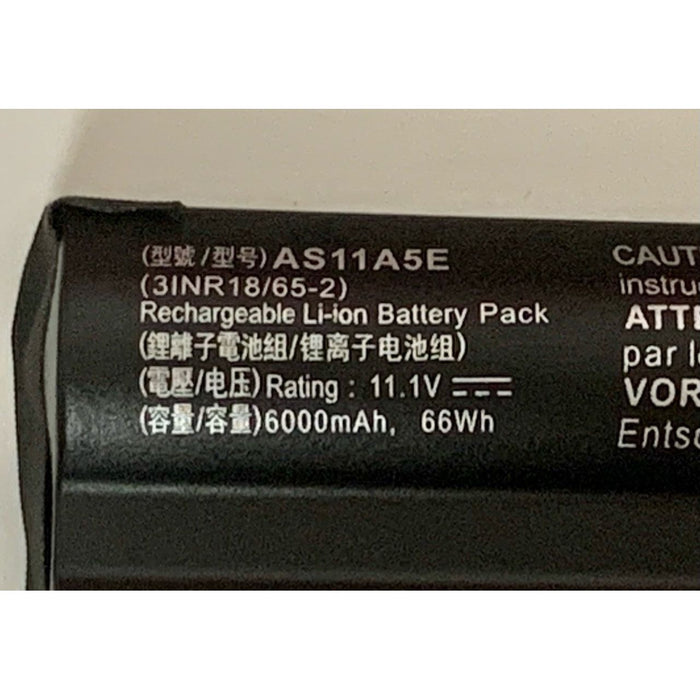 (型號/型号) AS11A5E
(3INR18/65-2)
Rechargeable Li-ion Battery Pack
(鋰離子電池組/锂离子电池组)
(電壓/电压) Rating : 11.1V
(容量/容量) 6000mAh, 66Wh
CAUT
instruc
ATTE
par l
VOR
Entso